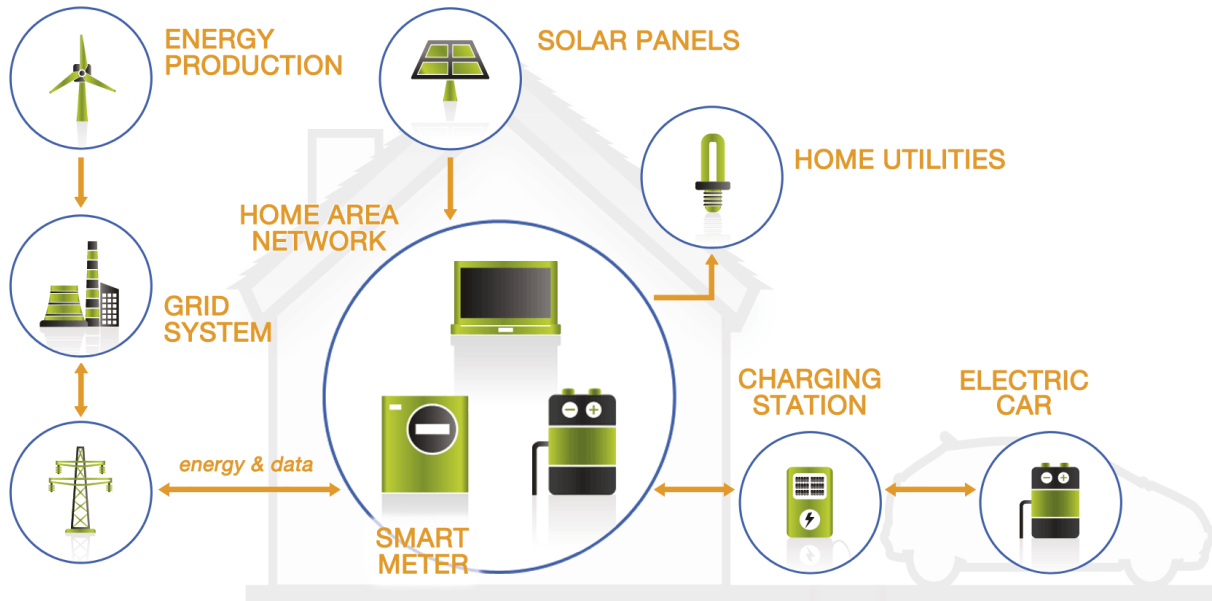 ENERGY
PRODUCTION
SOLAR PANELS
HOME UTILITIES
HOME AREA
NETWORK
GRID
SYSTEM
CHARGING
STATION
ELECTRIC
CAR
energy & data
SMART
METER